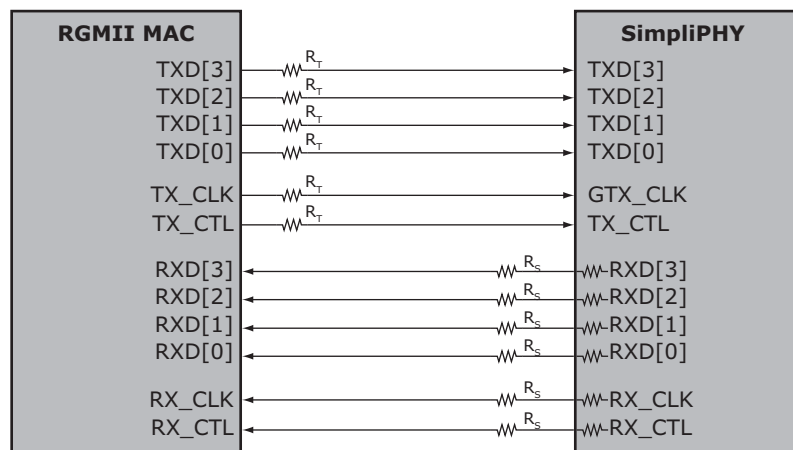 RGMII MAC SimpliPHY
TXD[3] R_T TXD[3]
TXD[2] R_T TXD[2]
TXD[1] R_T TXD[1]
TXD[0] R_T TXD[0]
TX_CLK R_T GTX_CLK
TX_CTL R_T TX_CTL
RXD[3] R_S RXD[3]
RXD[2] R_S RXD[2]
RXD[1] R_S RXD[1]
RXD[0] R_S RXD[0]
RX_CLK R_S RX_CLK
RX_CTL R_S RX_CTL